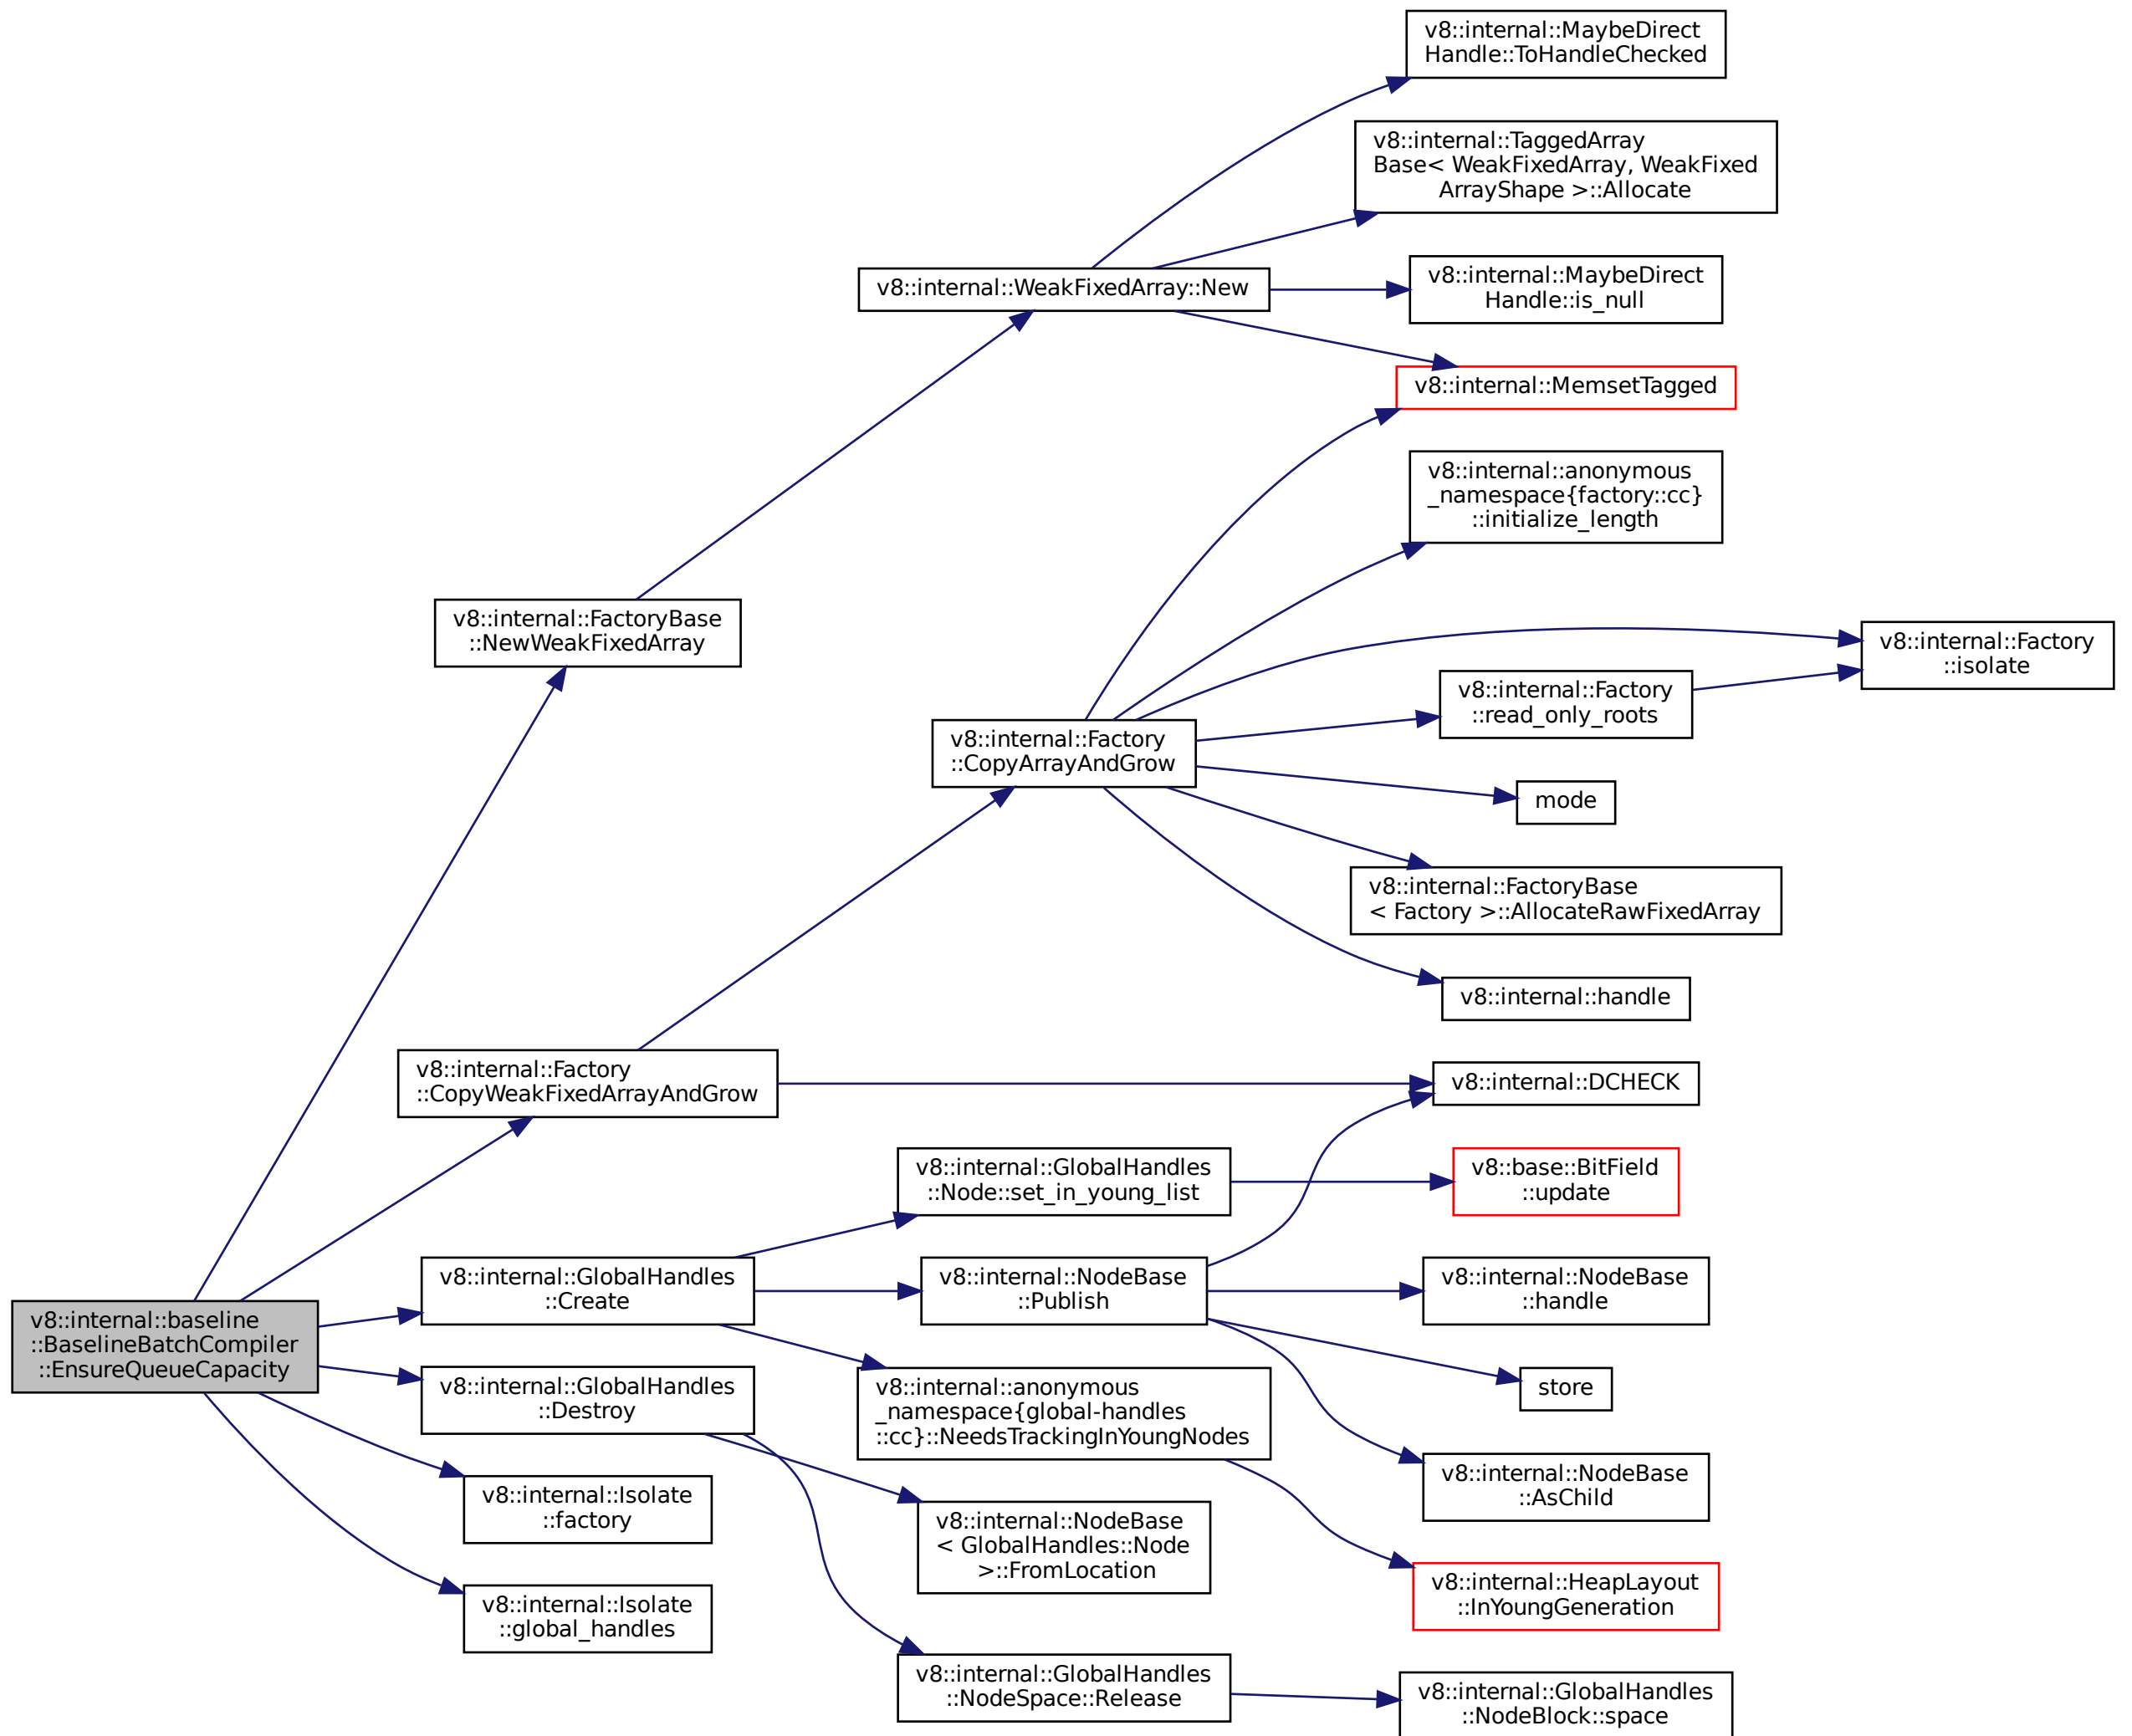 v8::internal::MaybeDirect
Handle::ToHandleChecked
v8::internal::TaggedArray
Base< WeakFixedArray, WeakFixed
ArrayShape >::Allocate
v8::internal::WeakFixedArray::New
v8::internal::MaybeDirect
Handle::is_null
v8::internal::MemsetTagged
v8::internal::anonymous
_namespace{factory::cc}
::initialize_length
v8::internal::FactoryBase
::NewWeakFixedArray
v8::internal::Factory
::isolate
v8::internal::Factory
::read_only_roots
v8::internal::Factory
::CopyArrayAndGrow
mode
v8::internal::FactoryBase
< Factory >::AllocateRawFixedArray
v8::internal::handle
v8::internal::Factory
::CopyWeakFixedArrayAndGrow
v8::internal::DCHECK
v8::internal::GlobalHandles
::Node::set_in_young_list
v8::base::BitField
::update
v8::internal::GlobalHandles
::Create
v8::internal::NodeBase
::Publish
v8::internal::NodeBase
::handle
v8::internal::baseline
::BaselineBatchCompiler
::EnsureQueueCapacity
v8::internal::GlobalHandles
::Destroy
v8::internal::anonymous
_namespace{global-handles
::cc}::NeedsTrackingInYoungNodes
store
v8::internal::NodeBase
::AsChild
v8::internal::Isolate
::factory
v8::internal::NodeBase
< GlobalHandles::Node
>::FromLocation
v8::internal::HeapLayout
::InYoungGeneration
v8::internal::Isolate
::global_handles
v8::internal::GlobalHandles
::NodeSpace::Release
v8::internal::GlobalHandles
::NodeBlock::space